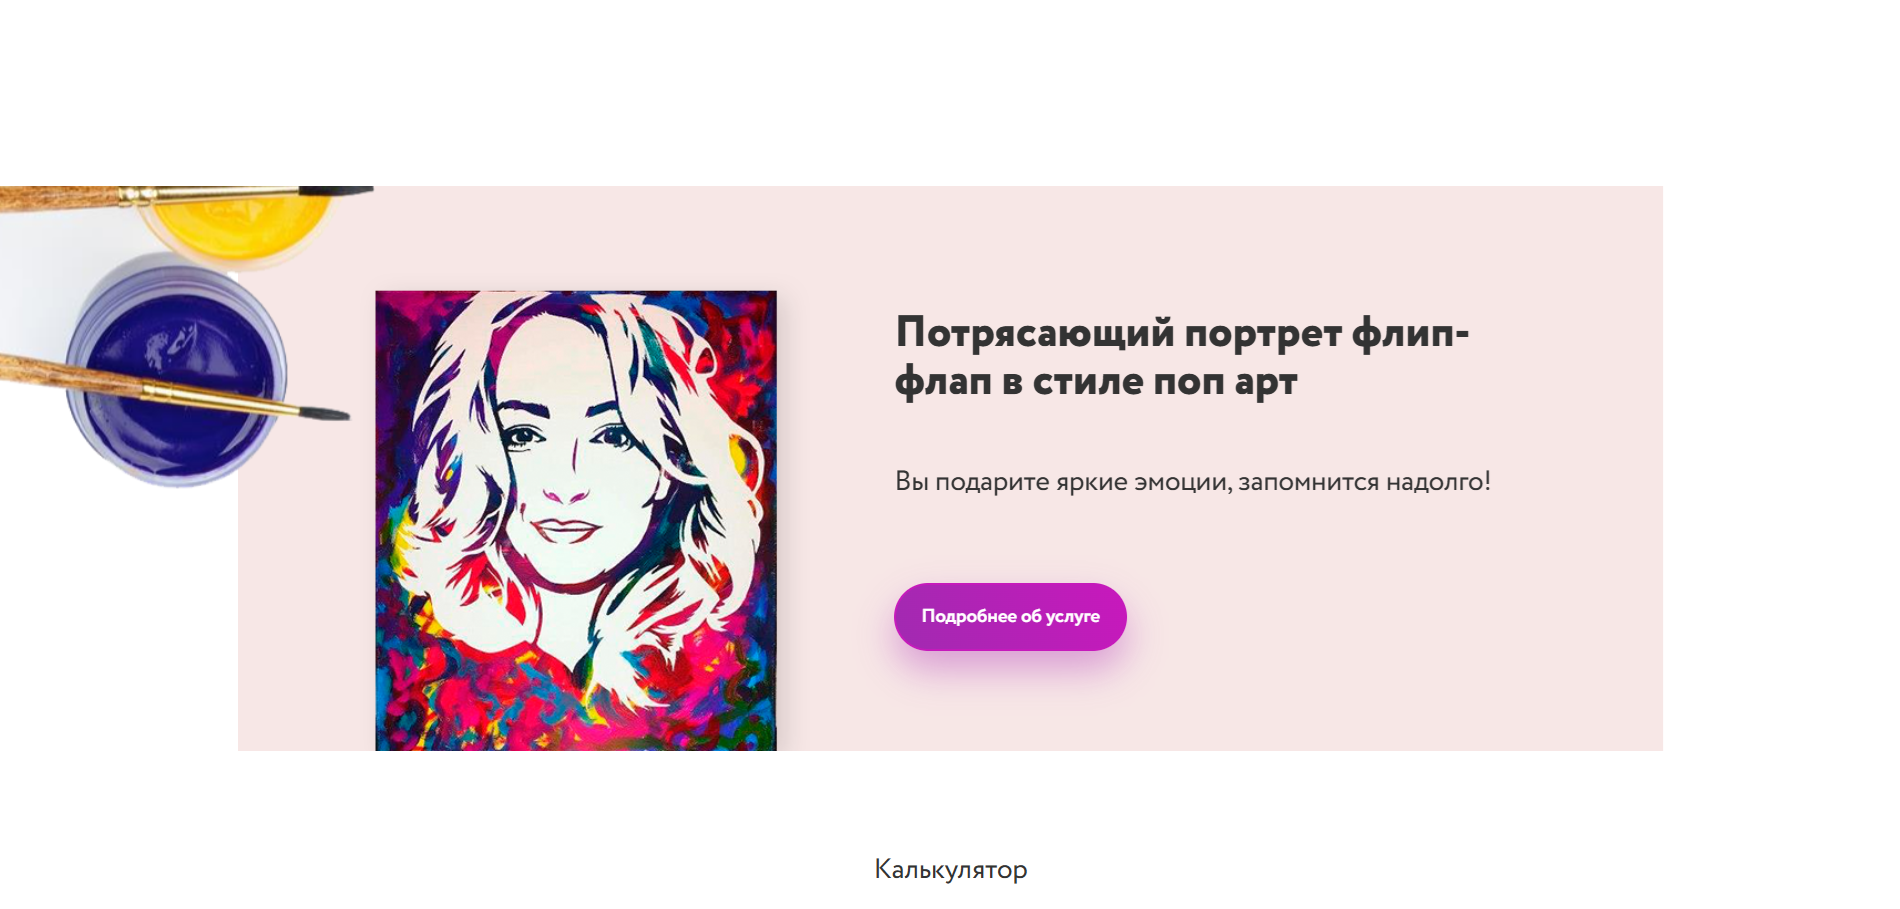 Потрясающий портрет флип-
флап в стиле поп арт
Вы подарите яркие эмоции, запомнится надолго!
Подробнее об услуге
Калькулятор